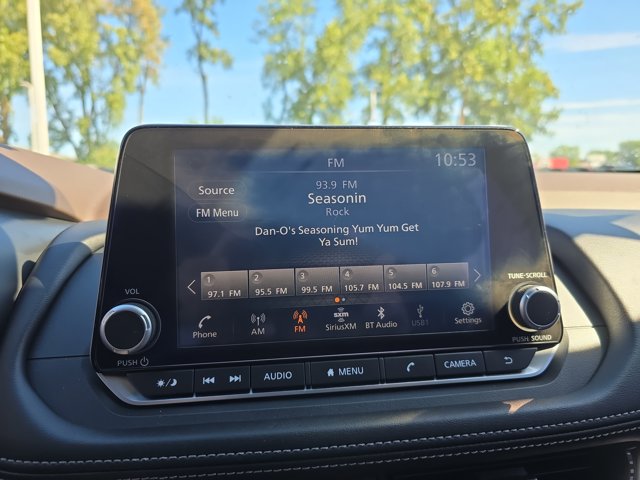 FM
10:53
Source
FM Menu
93.9 FM
Seasonin
Rock
Dan-O's Seasoning Yum Yum Get
Ya Sum!
1 2 3 4 5 6
97.1 FM 95.5 FM 99.5 FM 105.7 FM 104.5 FM 107.9 FM
Phone AM FM sxm SiriusXM BT Audio USB1 Settings
VOL
PUSH
TUNE·SCROLL
PUSH SOUND
AUDIO MENU CAMERA